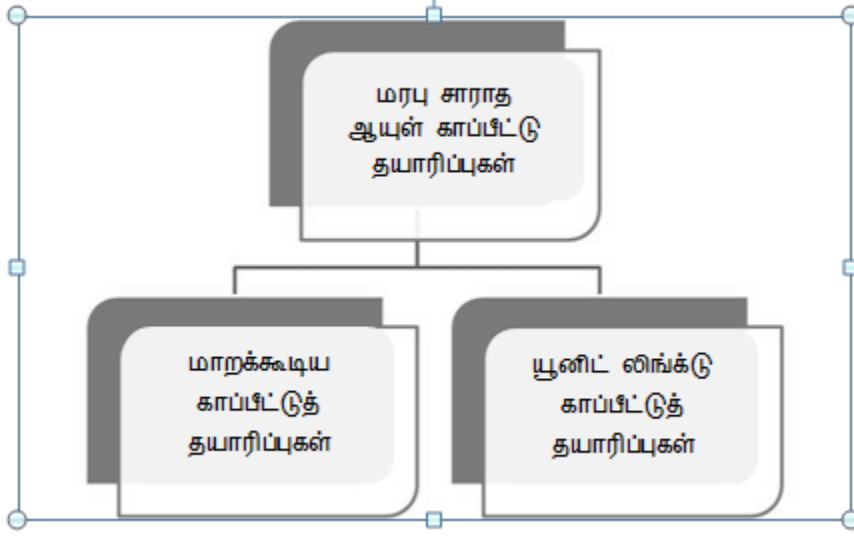 மரபு சாராத
ஆயுள் காப்பீட்டு
தயாரிப்புகள்
மாறக்கூடிய
காப்பீட்டுத்
தயாரிப்புகள்
யூனிட் லிங்க்டு
காப்பீட்டுத்
தயாரிப்புகள்